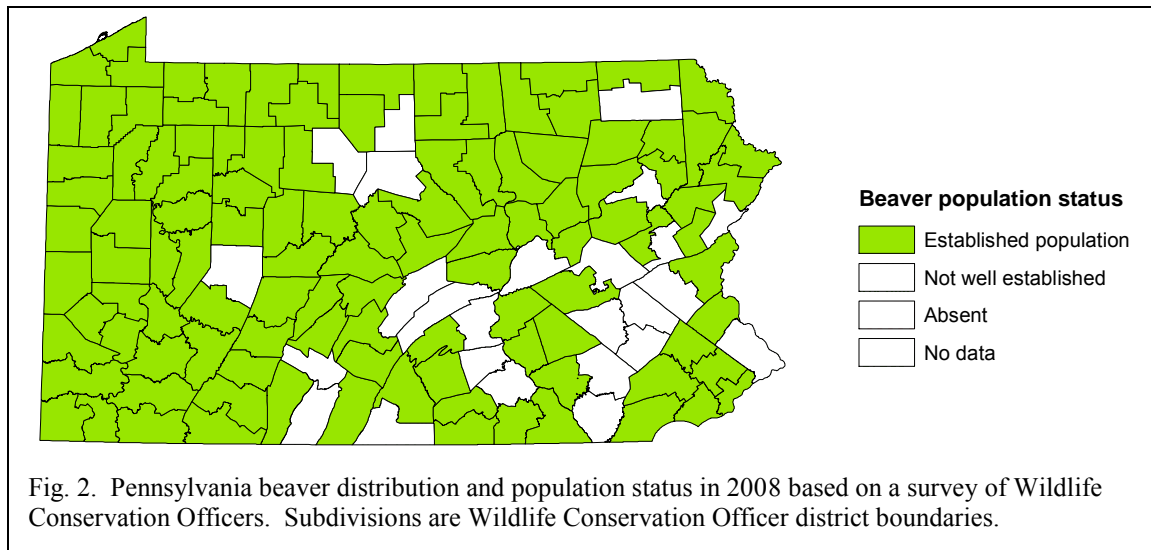 Beaver population status
Established population
Not well established
Absent
No data
Fig. 2.  Pennsylvania beaver distribution and population status in 2008 based on a survey of Wildlife
Conservation Officers.  Subdivisions are Wildlife Conservation Officer district boundaries.